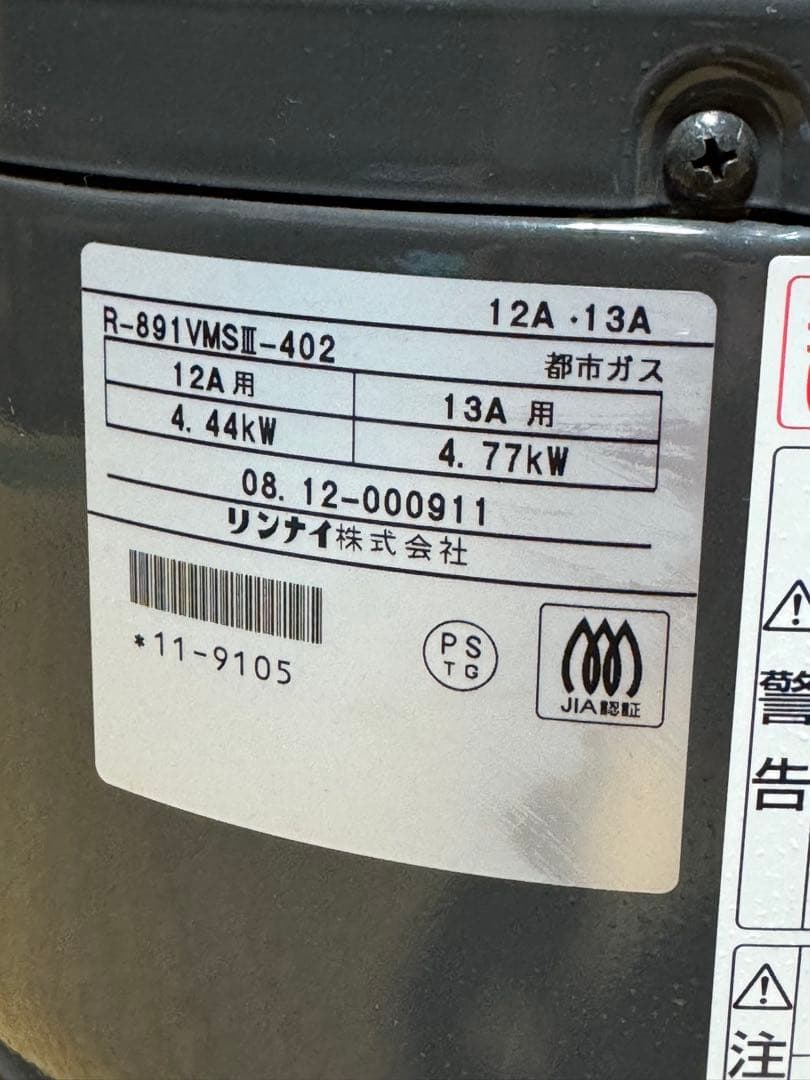 12A・13A
R-891VMSⅢ-402
都市ガス
12A用 13A 用
4.44kW 4.77kW
08.12-000911
リンナイ株式会社
*11-9105
PS
TG
JIA認証
警
告
注